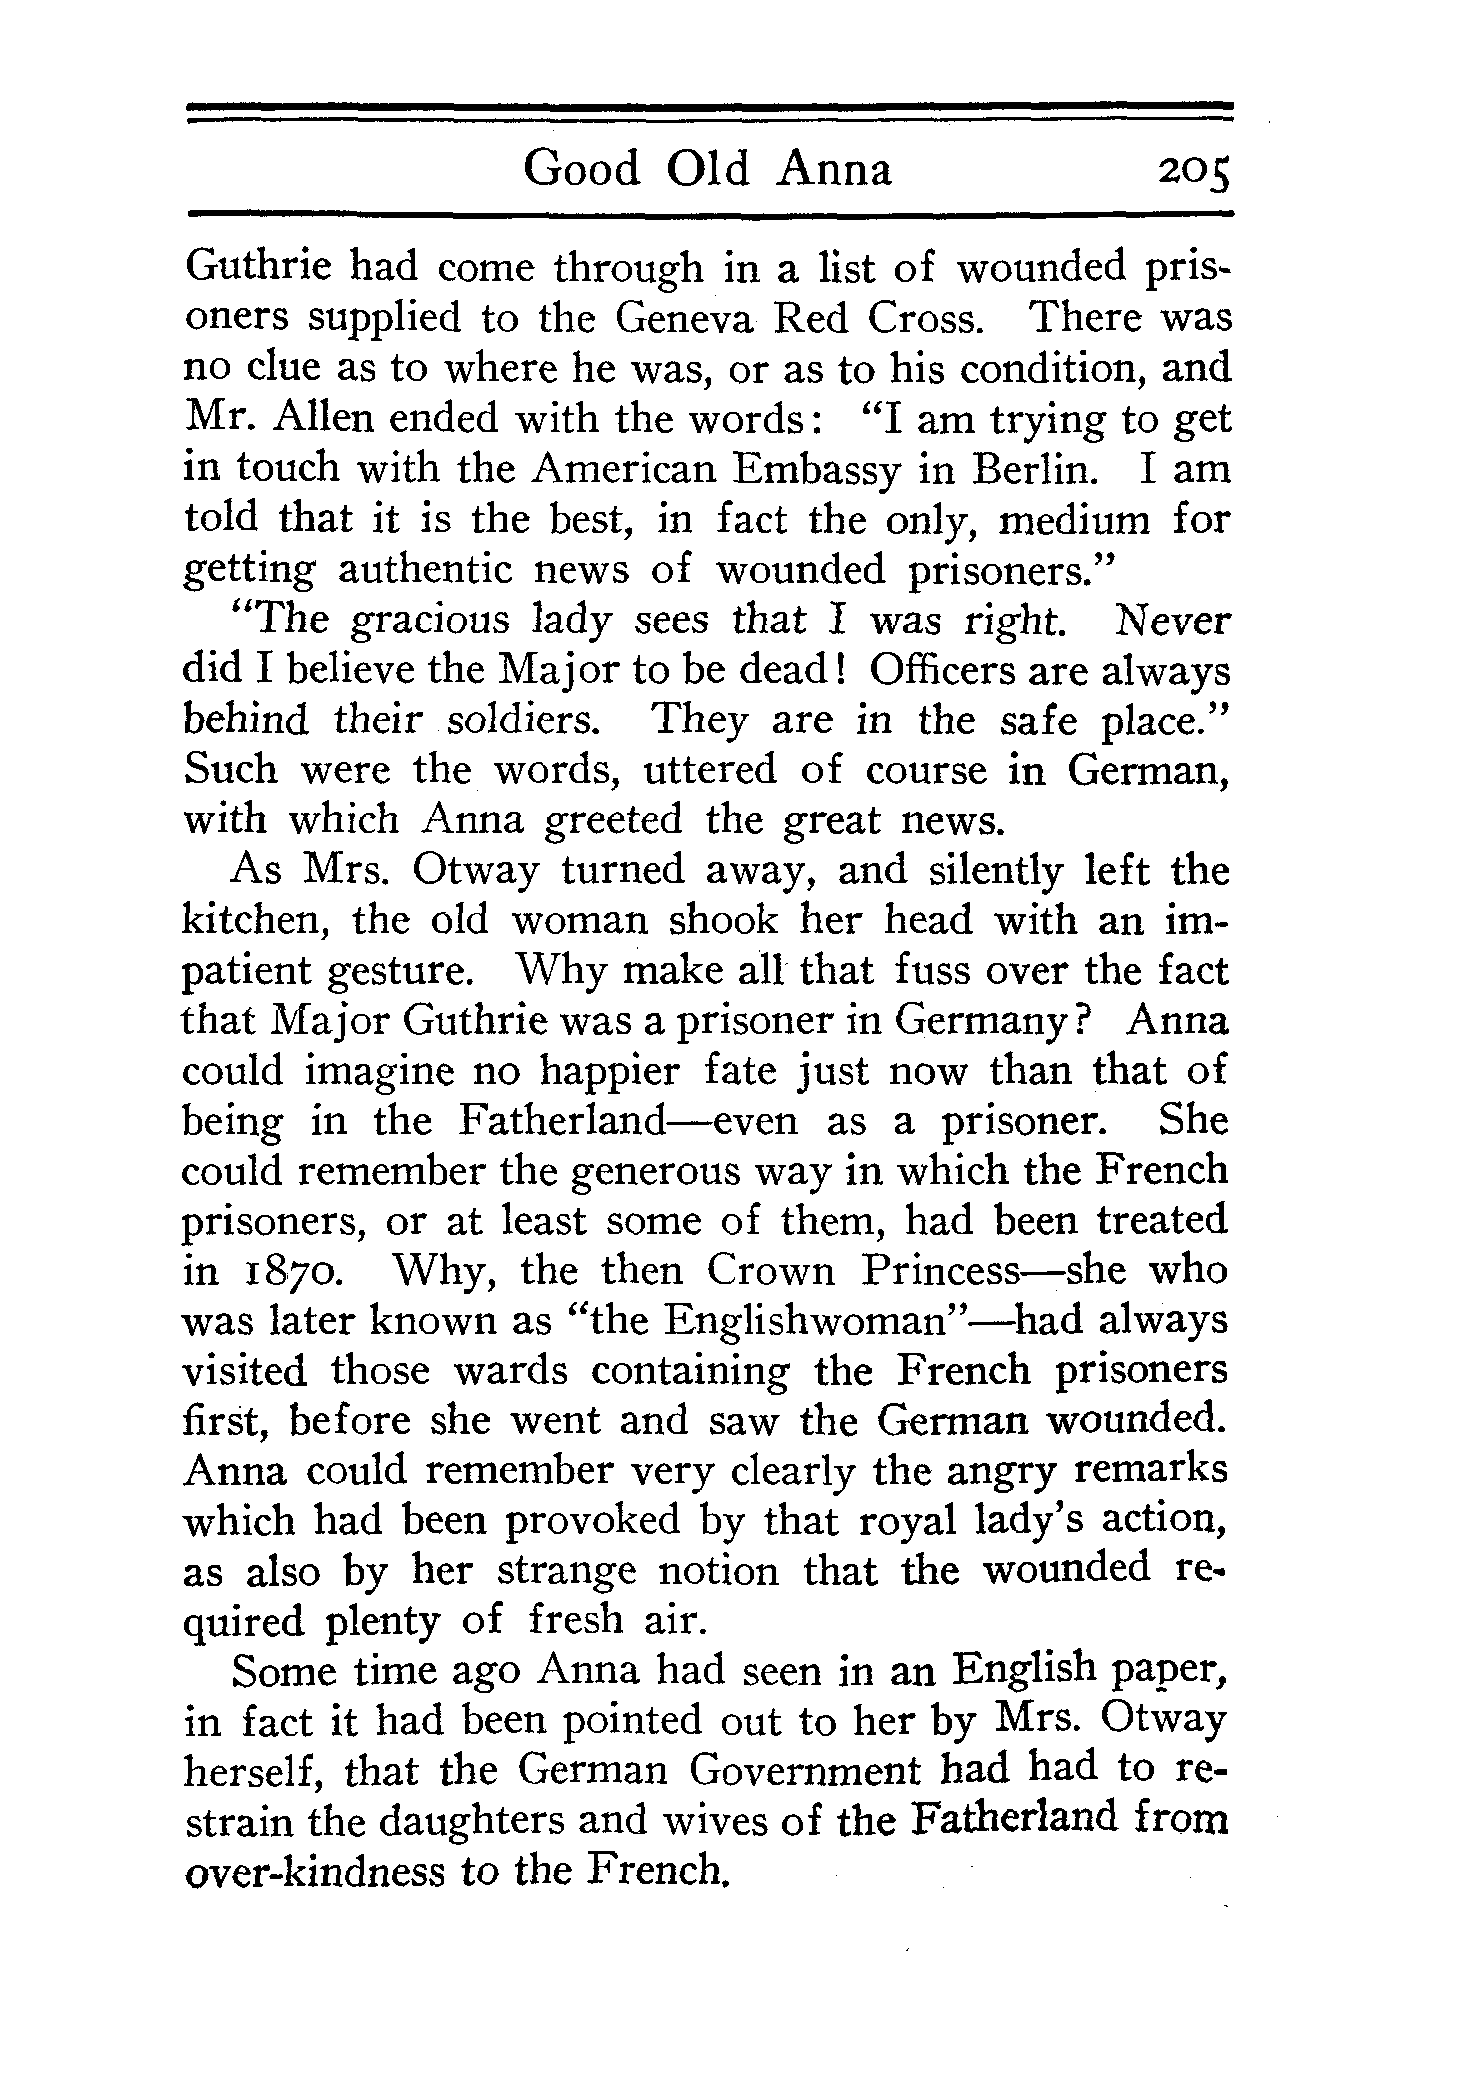 Good Old Anna 205
Guthrie had come through in a list of wounded pris-
oners supplied to the Geneva Red Cross. There was
no clue as to where he was, or as to his condition, and
Mr. Allen ended with the words: "I am trying to get
in touch with the American Embassy in Berlin. I am
told that it is the best, in fact the only, medium for
getting authentic news of wounded prisoners."
"The gracious lady sees that I was right. Never
did I believe the Major to be dead! Officers are always
behind their soldiers. They are in the safe place."
Such were the words, uttered of course in German,
with which Anna greeted the great news.
As Mrs. Otway turned away, and silently left the
kitchen, the old woman shook her head with an im-
patient gesture. Why make all that fuss over the fact
that Major Guthrie was a prisoner in Germany? Anna
could imagine no happier fate just now than that of
being in the Fatherland—even as a prisoner. She
could remember the generous way in which the French
prisoners, or at least some of them, had been treated
in 1870. Why, the then Crown Princess—she who
was later known as "the Englishwoman"—had always
visited those wards containing the French prisoners
first, before she went and saw the German wounded.
Anna could remember very clearly the angry remarks
which had been provoked by that royal lady's action,
as also by her strange notion that the wounded re-
quired plenty of fresh air.
Some time ago Anna had seen in an English paper,
in fact it had been pointed out to her by Mrs. Otway
herself, that the German Government had had to re-
strain the daughters and wives of the Fatherland from
over-kindness to the French.